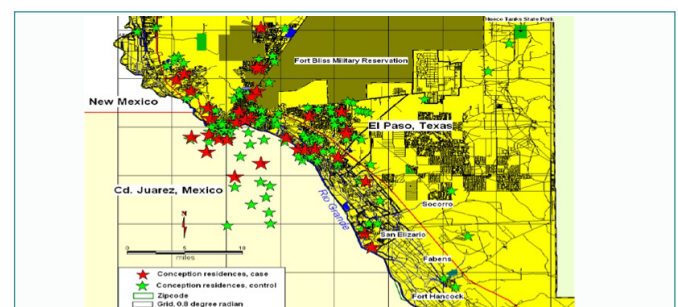 Hueco Tanks State Park
Fort Bliss Military Reservation
New Mexico
El Paso, Texas
Cd. Juarez, Mexico
Rio Grande
Socorro
San Elizario
Fabens
Fort Hancock
N
0 5 10
miles
Conception residences, case
Conception residences, control
Zipcode
Grid, 0.8 degree radian